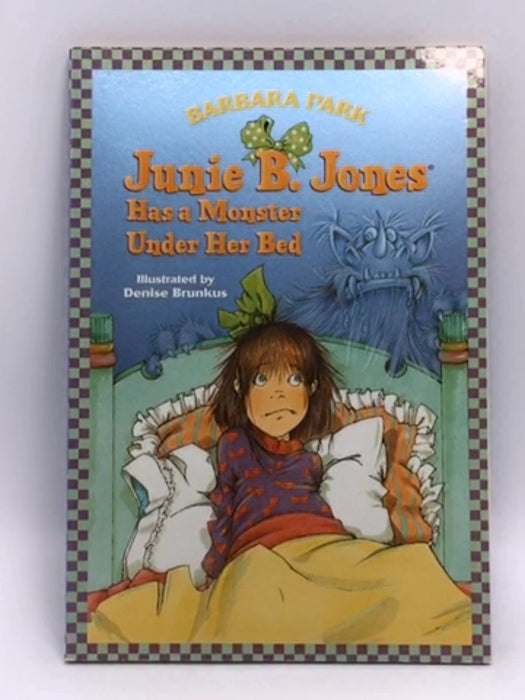 BARBARA PARK
Junie B. Jones®
Has a Monster
Under Her Bed
Illustrated by
Denise Brunkus